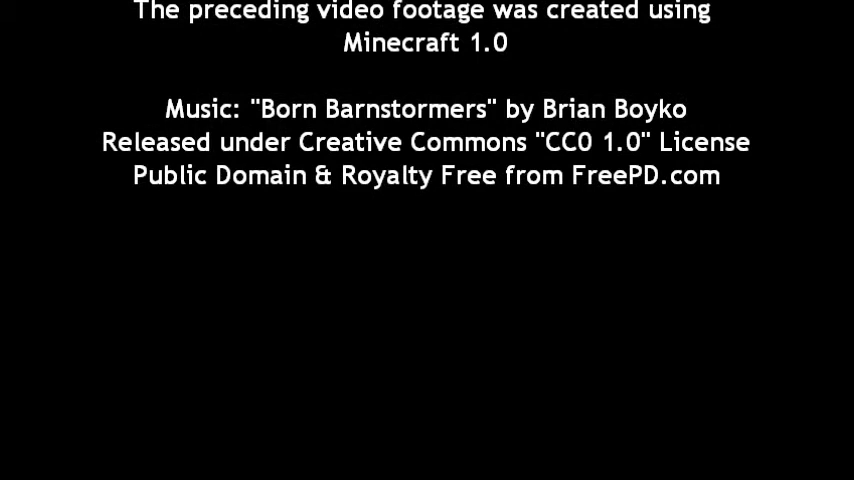 The preceding video footage was created using
Minecraft 1.0
Music: "Born Barnstormers" by Brian Boyko
Released under Creative Commons "CC0 1.0" License
Public Domain & Royalty Free from FreePD.com